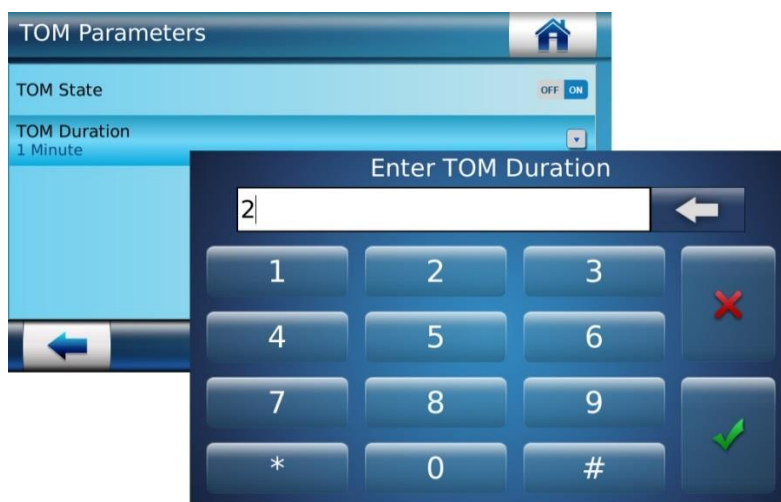 TOM Parameters
TOM State
OFF ON
TOM Duration
1 Minute
Enter TOM Duration
2
1 2 3
4 5 6
7 8 9
* 0 #